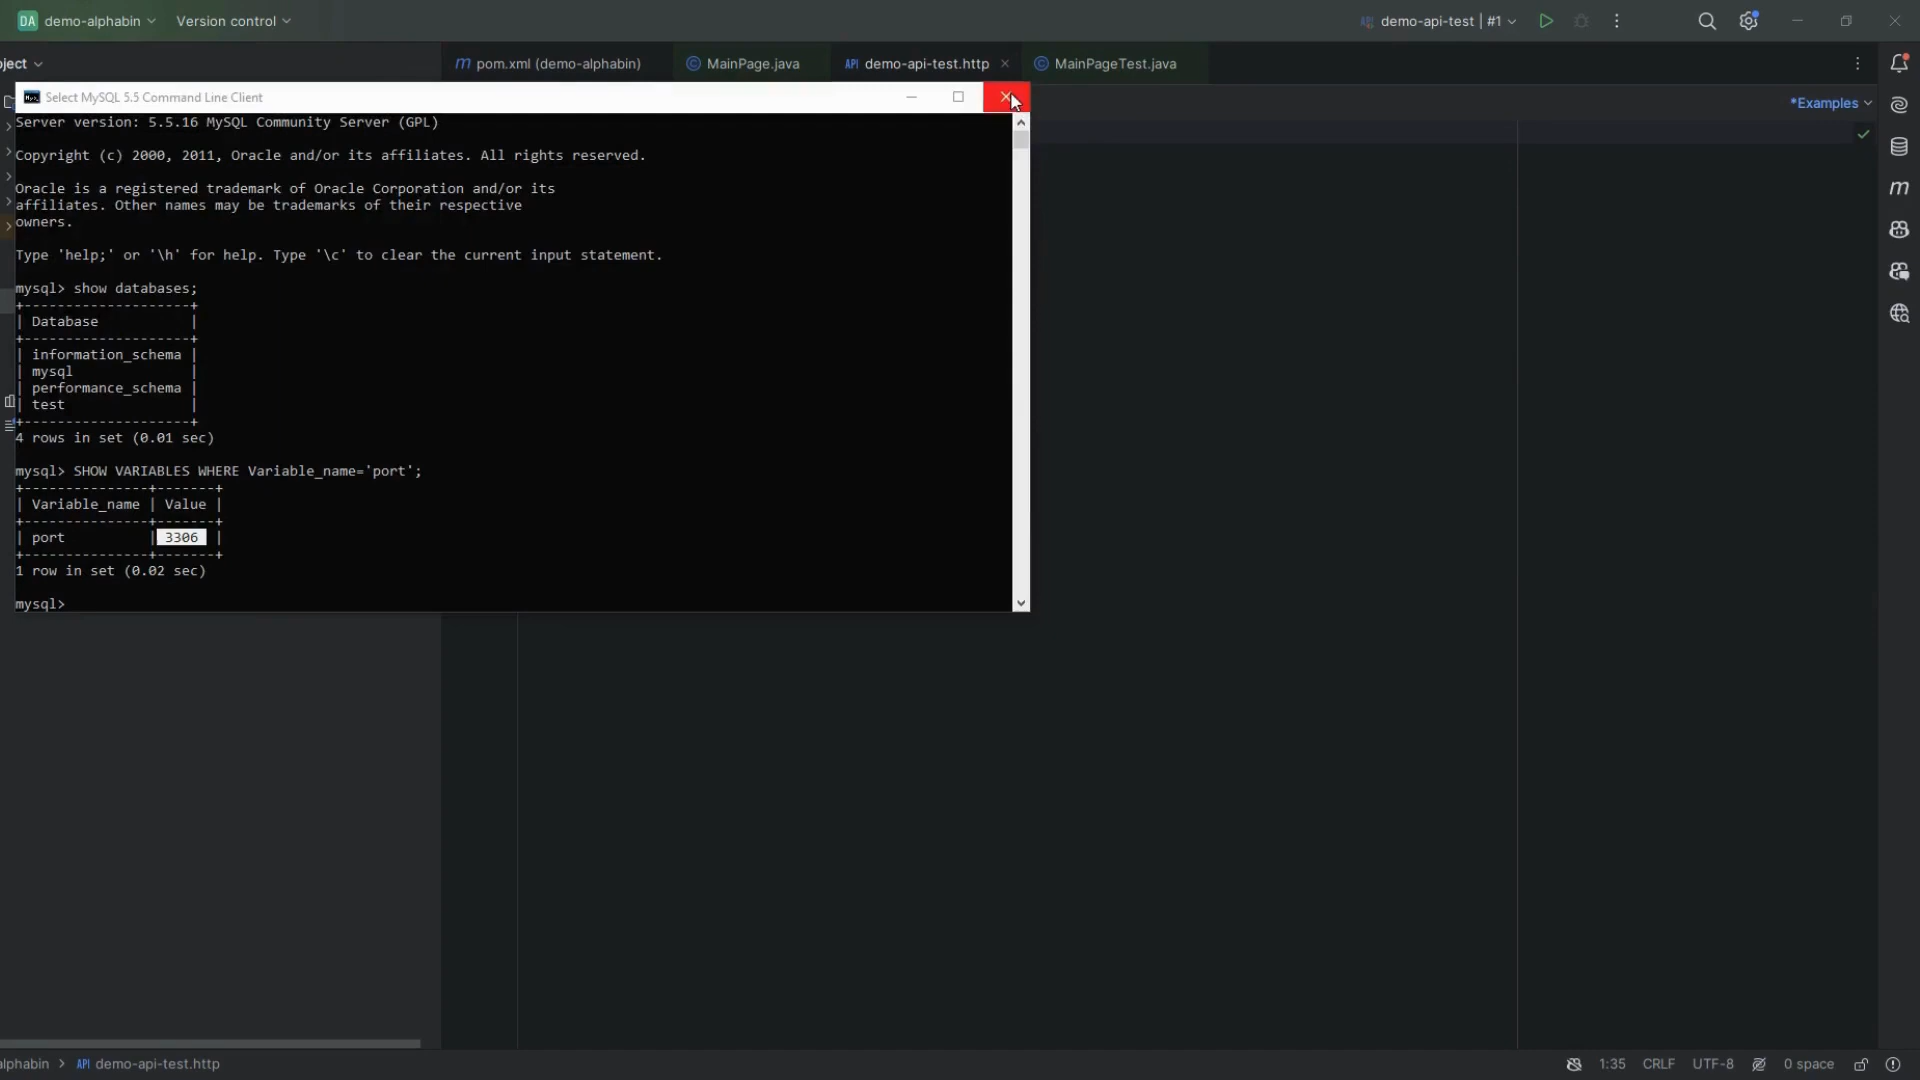 DA demo-alphabin Version control demo-api-test | #1
oject pom.xml (demo-alphabin) MainPage.java demo-api-test.http MainPageTest.java
Select MySQL 5.5 Command Line Client
*Examples
Server version: 5.5.16 MySQL Community Server (GPL)
Copyright (c) 2000, 2011, Oracle and/or its affiliates. All rights reserved.
Oracle is a registered trademark of Oracle Corporation and/or its
affiliates. Other names may be trademarks of their respective
owners.
Type 'help;' or '\h' for help. Type '\c' to clear the current input statement.
mysql> show databases;
+--------------------+
| Database           |
+--------------------+
| information_schema |
| mysql              |
| performance_schema |
| test               |
+--------------------+
4 rows in set (0.01 sec)
mysql> SHOW VARIABLES WHERE Variable_name='port';
+---------------+-------+
| Variable_name | Value |
+---------------+-------+
| port          | 3306  |
+---------------+-------+
1 row in set (0.02 sec)
mysql>
alphabin > API demo-api-test.http 1:35 CRLF UTF-8 0 space